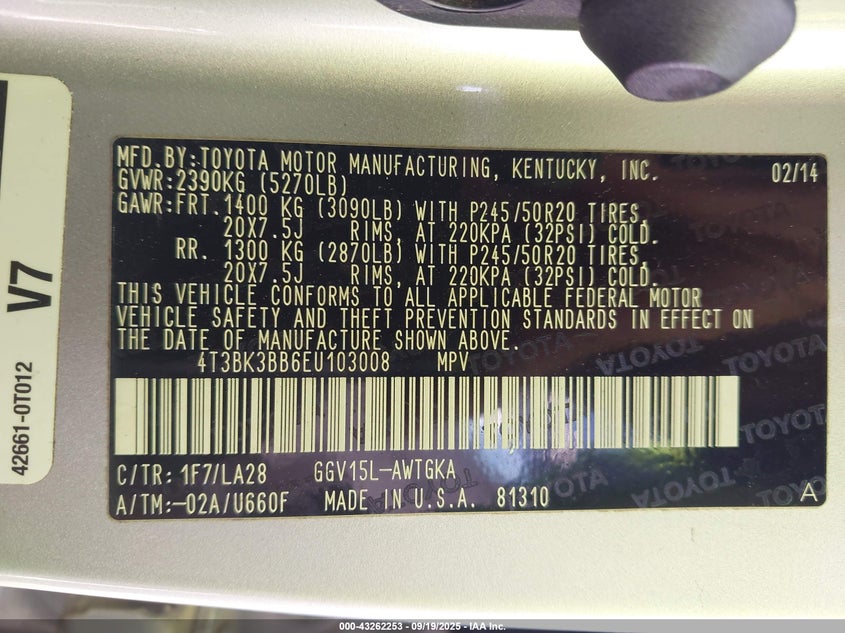 MFD.BY:TOYOTA MOTOR MANUFACTURING, KENTUCKY, INC. 02/14
GVWR:2390KG (5270LB)
GAWR:FRT.1400 KG (3090LB) WITH P245/50R20 TIRES,
20X7.5J RIMS, AT 220KPA (32PSI) COLD.
RR. 1300 KG (2870LB) WITH P245/50R20 TIRES,
20X7.5J RIMS, AT 220KPA (32PSI) COLD.
THIS VEHICLE CONFORMS TO ALL APPLICABLE FEDERAL MOTOR
VEHICLE SAFETY AND THEFT PREVENTION STANDARDS IN EFFECT ON
THE DATE OF MANUFACTURE SHOWN ABOVE.
4T3BK3BB6EU103008 MPV
C/TR: 1F7/LA28 GGV15L-AWTGKA
A/TM:-02A/U660F MADE IN U.S.A. 81310 A
V7
42661-0T012
TOYOTA
TOYOTA
TOYOTA
TOYOTA
000-43262253 - 09/19/2025 - IAA Inc.